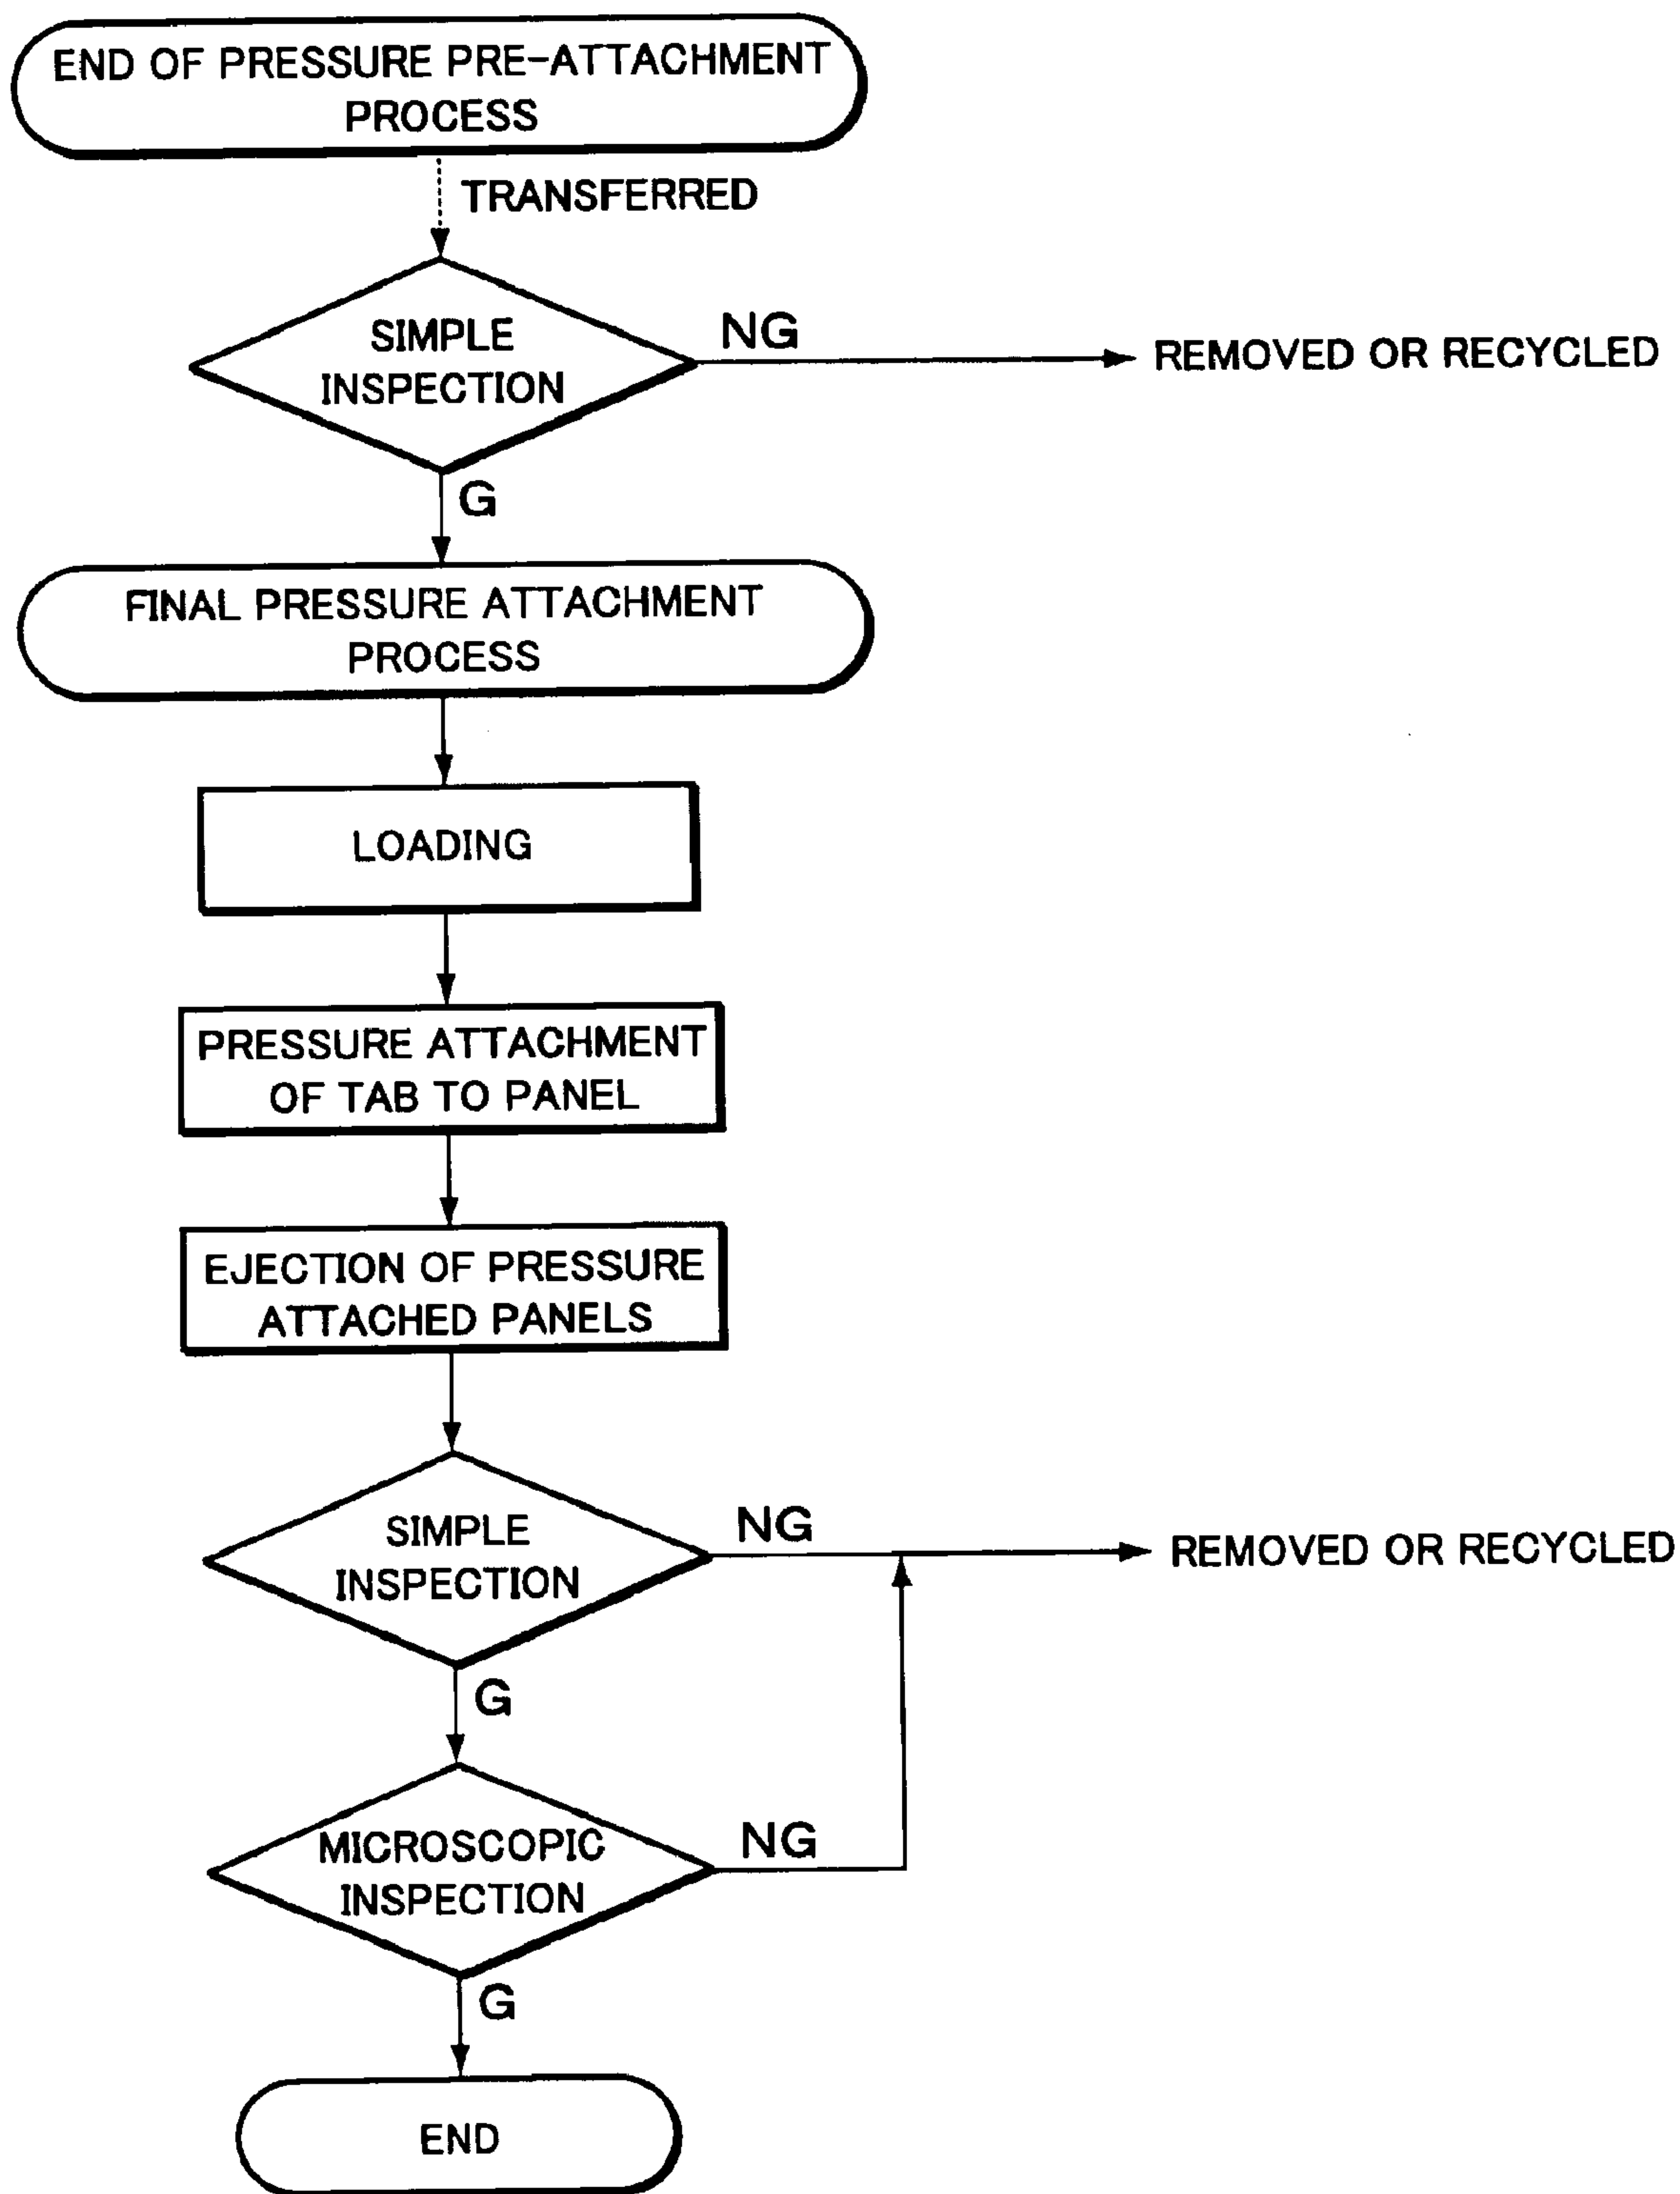 END OF PRESSURE PRE-ATTACHMENT
PROCESS
TRANSFERRED
SIMPLE
INSPECTION
NG
REMOVED OR RECYCLED
G
FINAL PRESSURE ATTACHMENT
PROCESS
LOADING
PRESSURE ATTACHMENT
OF TAB TO PANEL
EJECTION OF PRESSURE
ATTACHED PANELS
SIMPLE
INSPECTION
NG
REMOVED OR RECYCLED
G
MICROSCOPIC
INSPECTION
NG
G
END